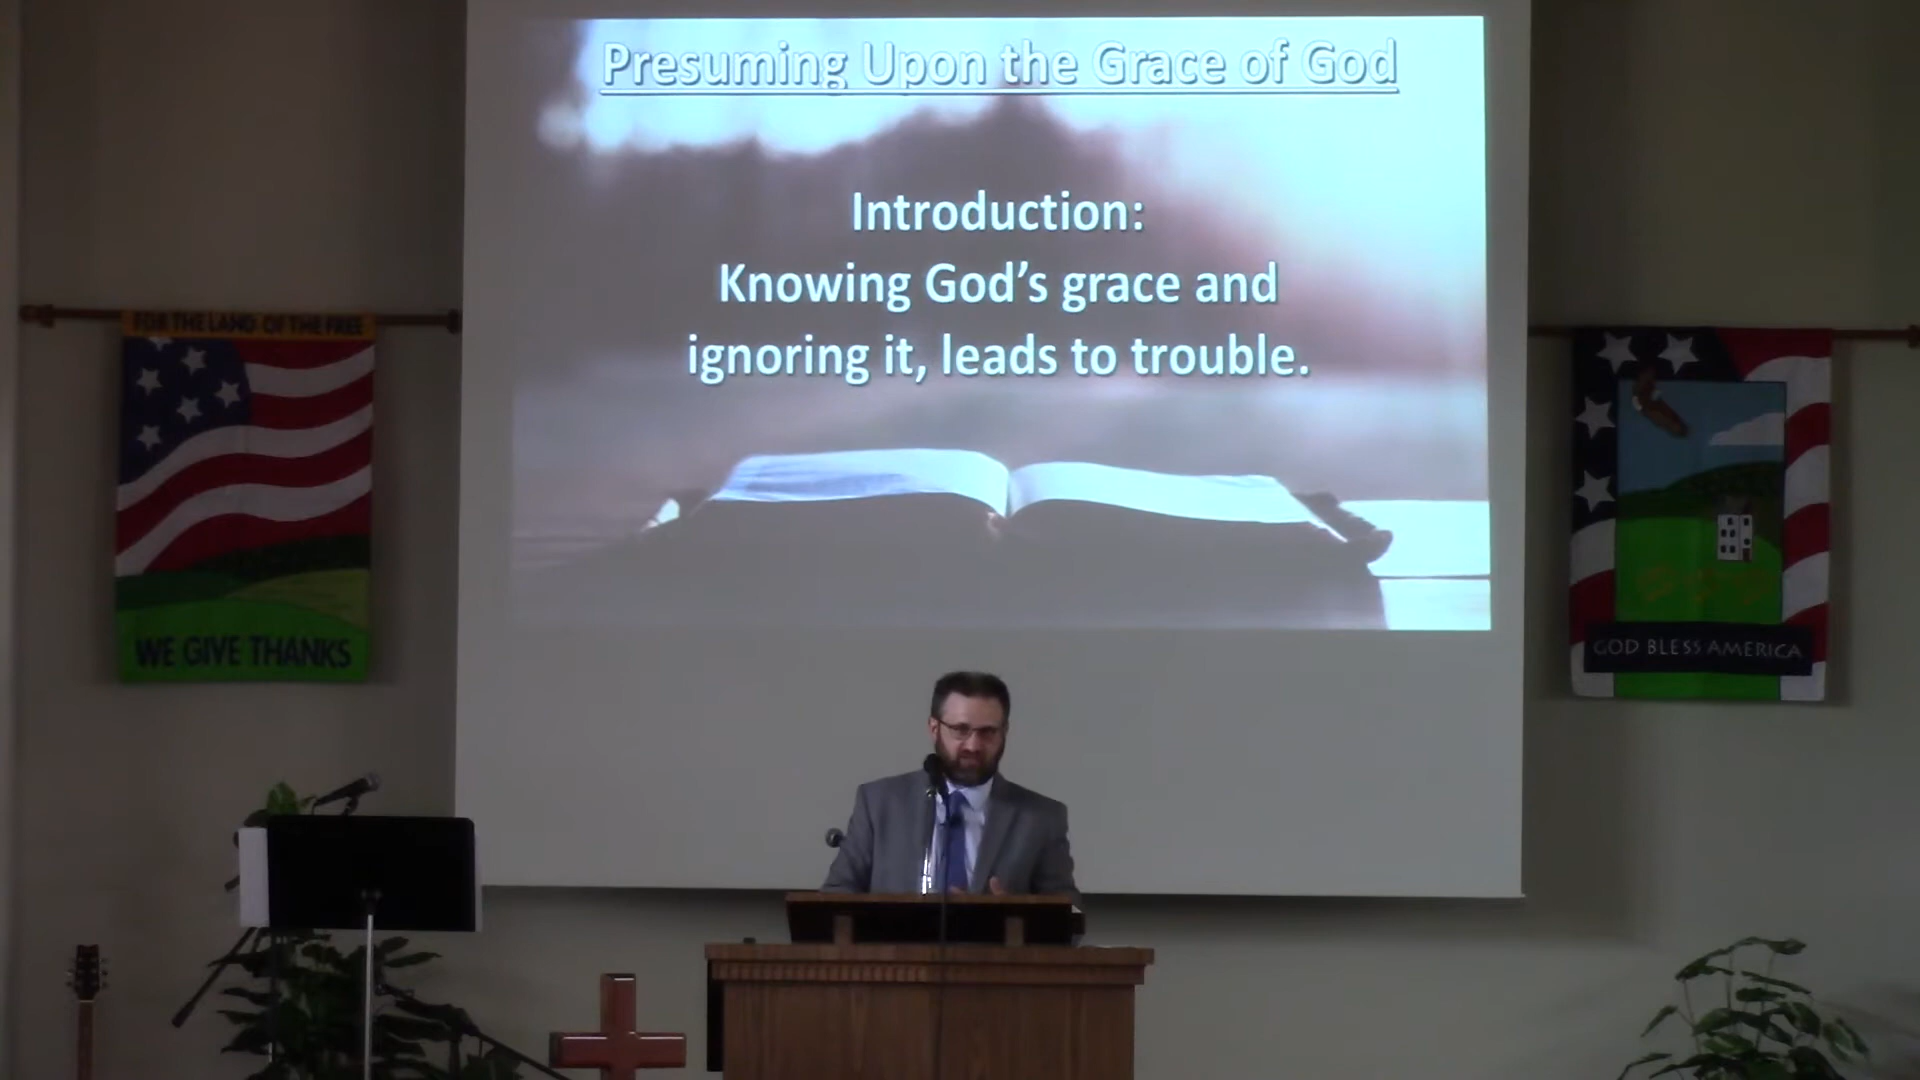 Presuming Upon the Grace of God
Introduction:
Knowing God's grace and
ignoring it, leads to trouble.
FOR THE LAND OF THE FREE
WE GIVE THANKS
GOD BLESS AMERICA